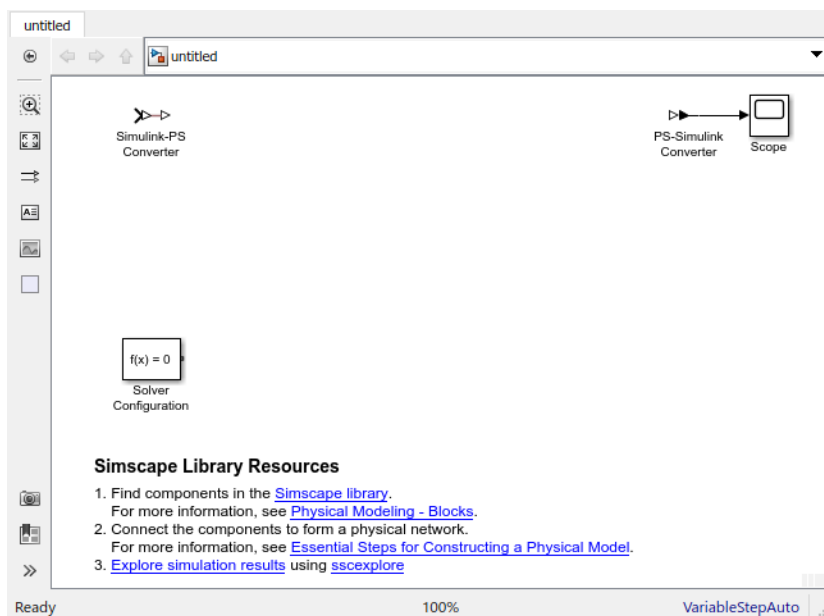 untitled
untitled
Simulink-PS
Converter
PS-Simulink
Converter
Scope
f(x) = 0
Solver
Configuration
Simscape Library Resources
1. Find components in the Simscape library.
For more information, see Physical Modeling - Blocks.
2. Connect the components to form a physical network.
For more information, see Essential Steps for Constructing a Physical Model.
3. Explore simulation results using sscexplore
Ready 100% VariableStepAuto